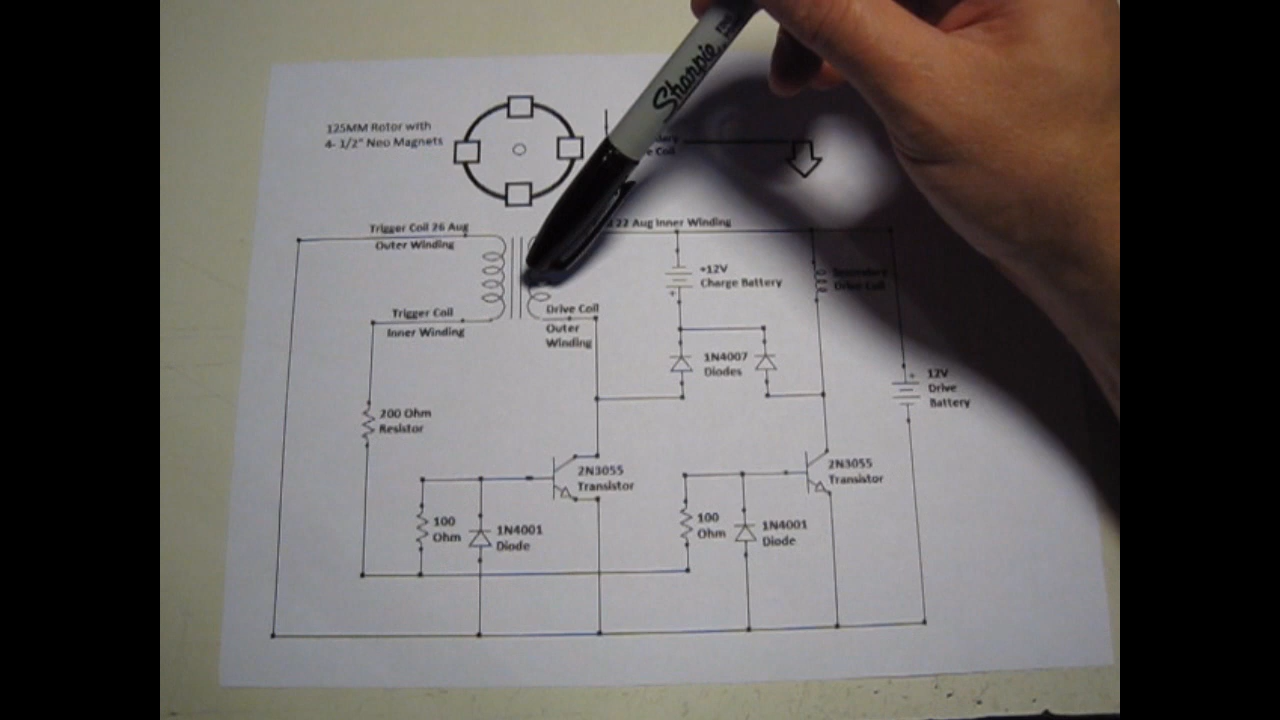 125MM Rotor with
4- 1/2" Neo Magnets
Sharpie
Coil
Trigger Coil 26 Aug
Outer Winding
22 Aug Inner Winding
+12V
Charge Battery
+
Secondary
Drive Coil
Trigger Coil
Inner Winding
Drive Coil
Outer
Winding
1N4007
Diodes
+
12V
Drive
Battery
200 Ohm
Resistor
2N3055
Transistor
2N3055
Transistor
100
Ohm
1N4001
Diode
100
Ohm
1N4001
Diode